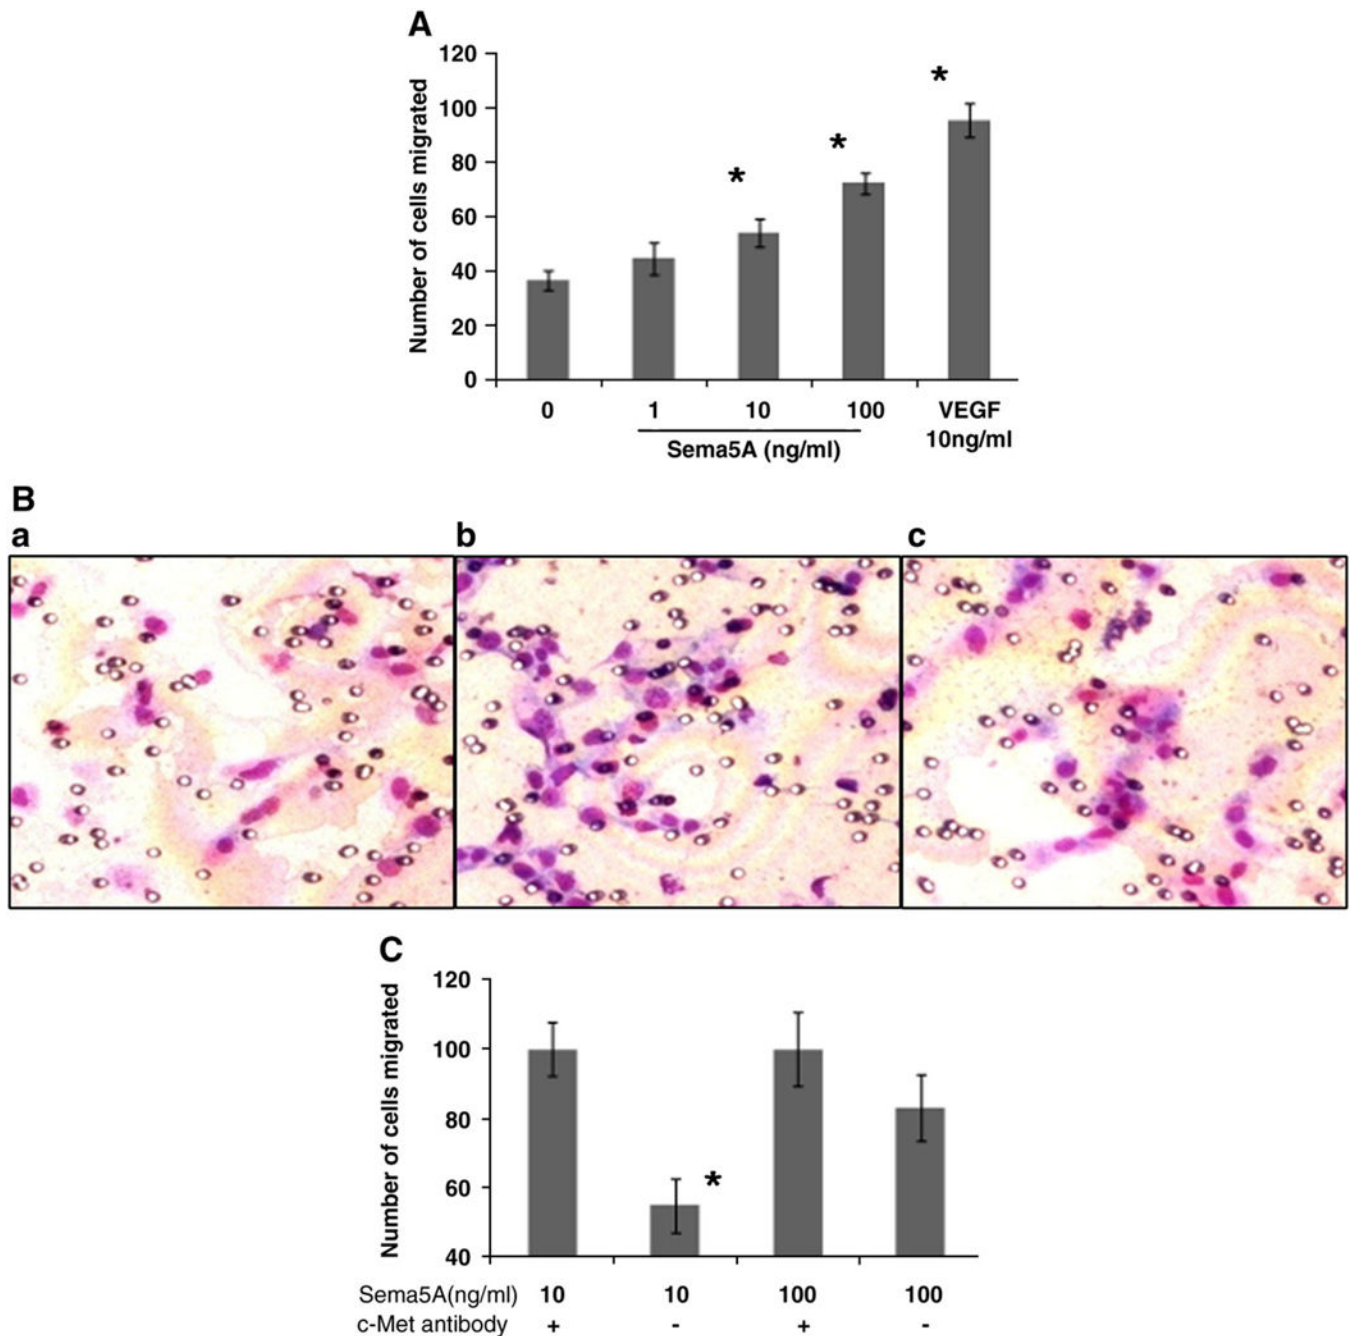 A
120
100
80
60
40
20
0
Number of cells migrated
*
*
*
0 1 10 100 VEGF
10ng/ml
Sema5A (ng/ml)
B
a b c
C
120
100
80
60
40
Number of cells migrated
*
Sema5A(ng/ml) 10 10 100 100
c-Met antibody + - + -